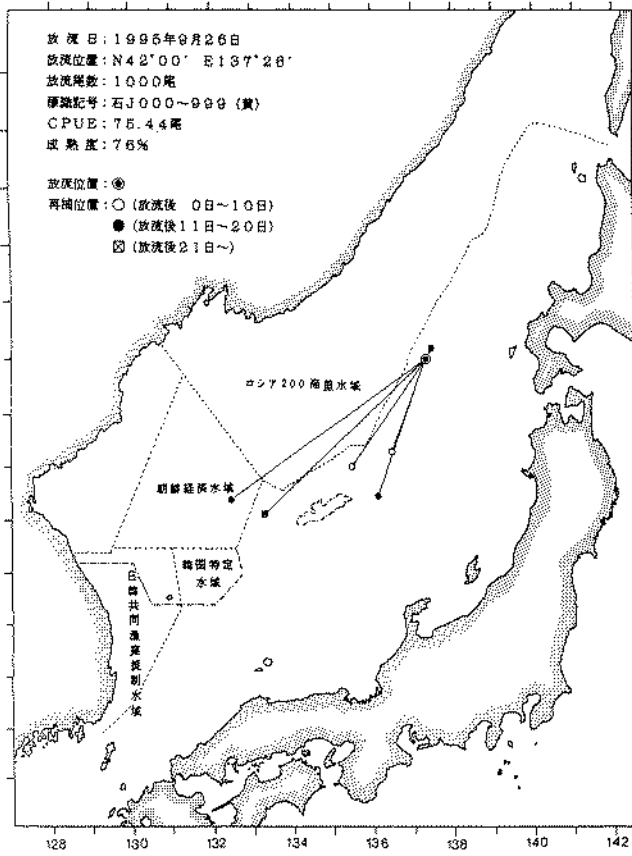 放流日：1995年9月26日
放流位置：N42°00′ E137°26′
放流尾数：1000尾
標識記号：石J000～999（黄）
CPUE：75.44尾
成熟度：76%
放流位置：◉
再捕位置：○（放流後 0日～10日）
●（放流後11日～20日）
⊠（放流後21日～）
ロシア200海里水域
朝鮮経済水域
韓国特定
水域
日韓共同漁業規制水域
128 130 132 134 136 138 140 142